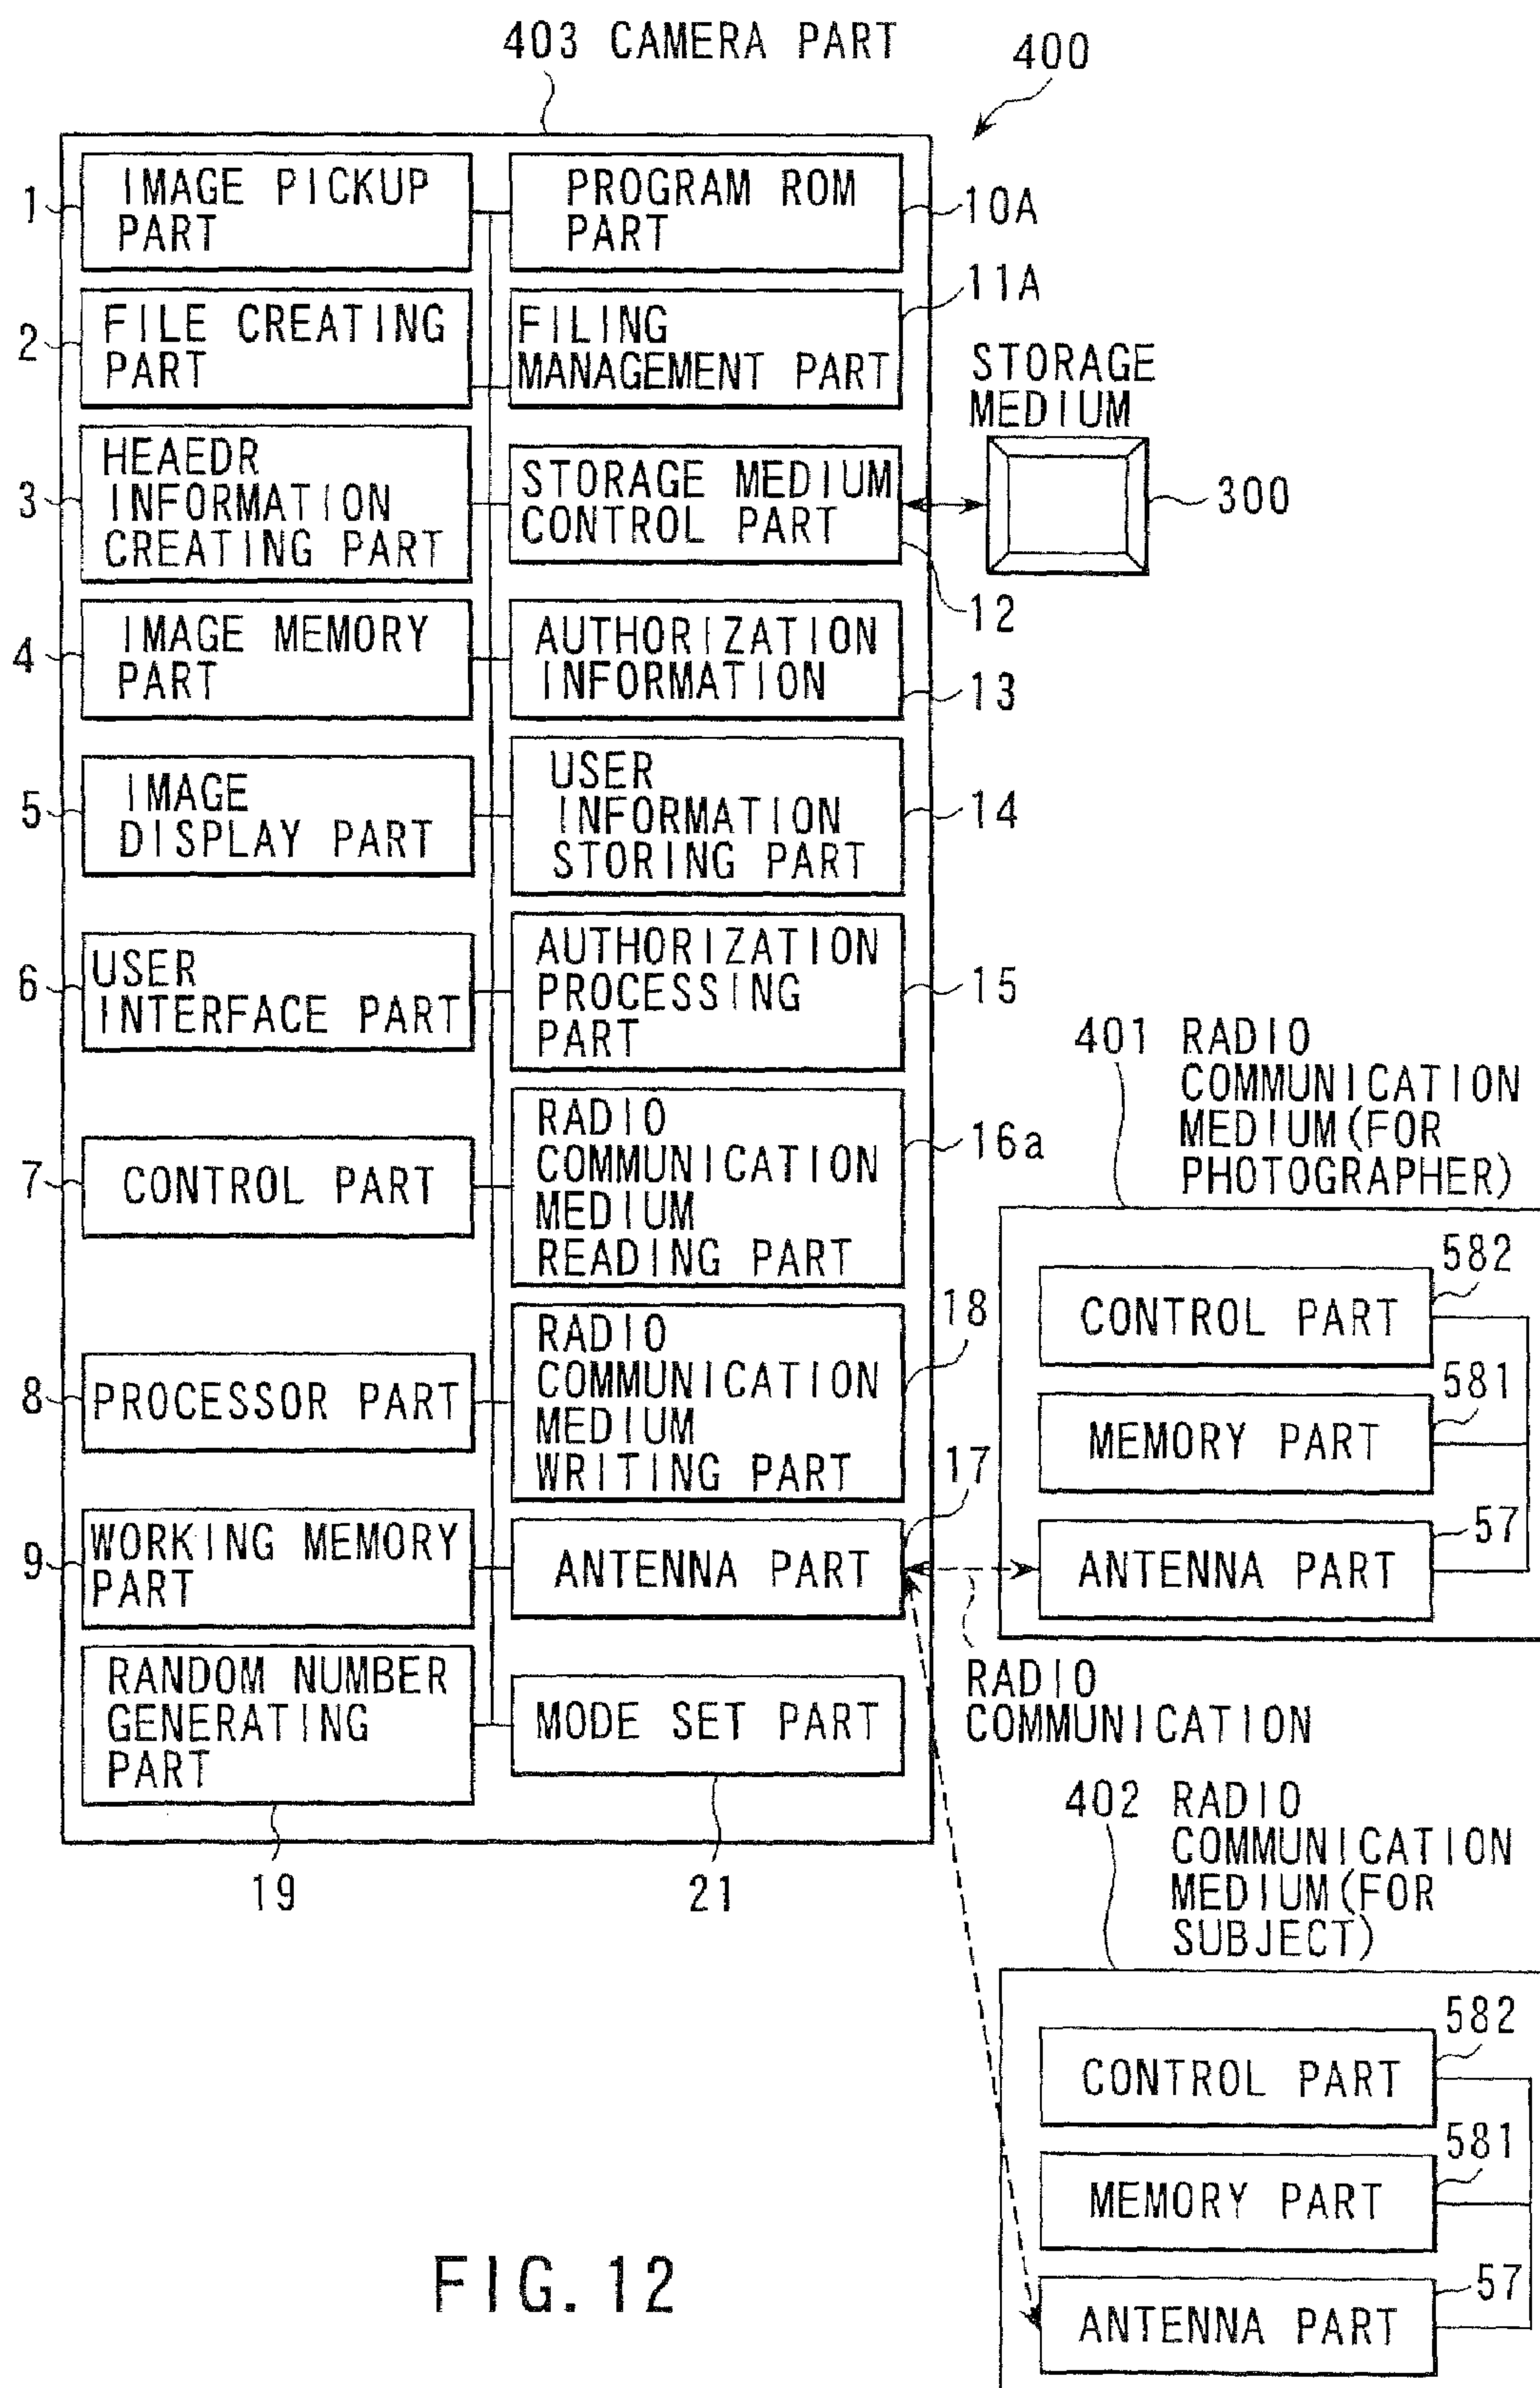 403 CAMERA PART
400
1
IMAGE PICKUP
PART
PROGRAM ROM
PART
10A
2
FILE CREATING
PART
FILING
MANAGEMENT PART
11A
STORAGE
MEDIUM
3
HEAEDR
INFORMATION
CREATING PART
STORAGE MEDIUM
CONTROL PART
300
12
4
IMAGE MEMORY
PART
AUTHORIZATION
INFORMATION
13
5
IMAGE
DISPLAY PART
USER
INFORMATION
STORING PART
14
6
USER
INTERFACE PART
AUTHORIZATION
PROCESSING
PART
15
7
CONTROL PART
RADIO
COMMUNICATION
MEDIUM
READING PART
16a
8
PROCESSOR PART
RADIO
COMMUNICATION
MEDIUM
WRITING PART
18
9
WORKING MEMORY
PART
ANTENNA PART
17
RANDOM NUMBER
GENERATING
PART
19
MODE SET PART
21
401 RADIO
COMMUNICATION
MEDIUM(FOR
PHOTOGRAPHER)
582
CONTROL PART
581
MEMORY PART
57
ANTENNA PART
RADIO
COMMUNICATION
402 RADIO
COMMUNICATION
MEDIUM(FOR
SUBJECT)
582
CONTROL PART
581
MEMORY PART
57
ANTENNA PART
FIG. 12